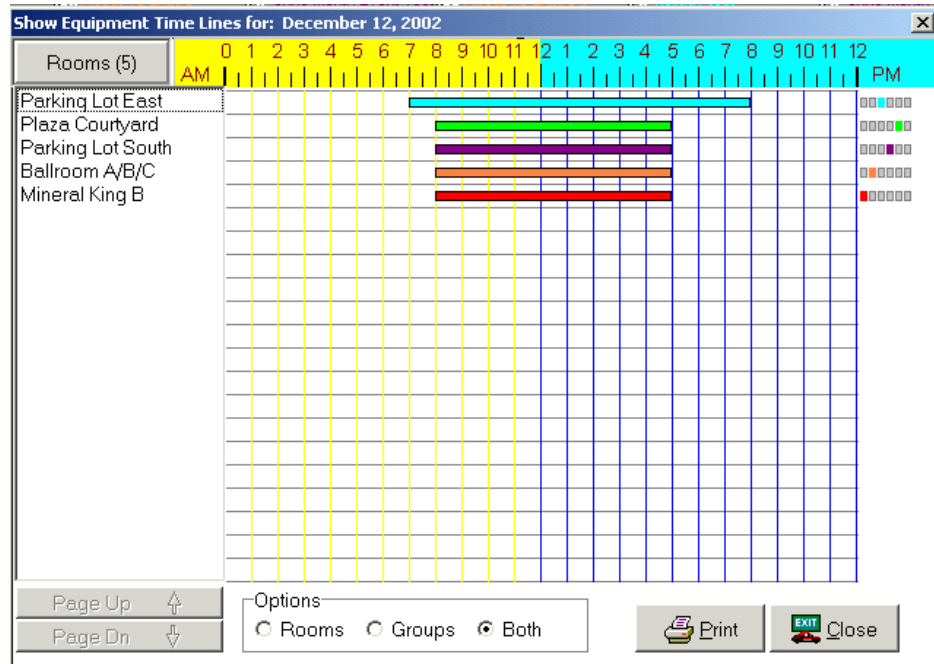 Show Equipment Time Lines for: December 12, 2002
Rooms (5)
0 1 2 3 4 5 6 7 8 9 10 11 12 1 2 3 4 5 6 7 8 9 10 11 12
AM PM
Parking Lot East
Plaza Courtyard
Parking Lot South
Ballroom A/B/C
Mineral King B
Page Up
Page Dn
Options
Rooms Groups Both
Print
EXIT Close